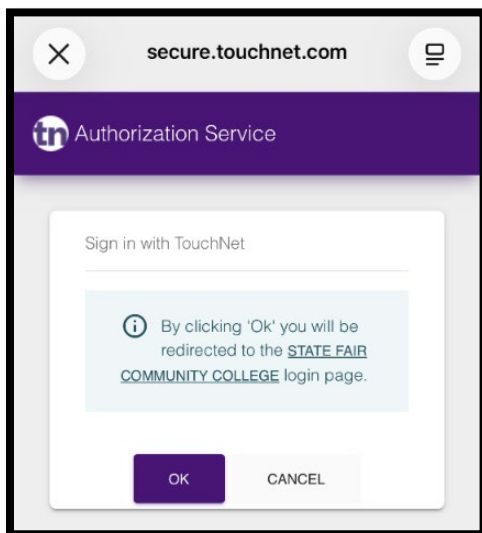 secure.touchnet.com
tn Authorization Service
Sign in with TouchNet
By clicking 'Ok' you will be
redirected to the STATE FAIR
COMMUNITY COLLEGE login page.
OK CANCEL